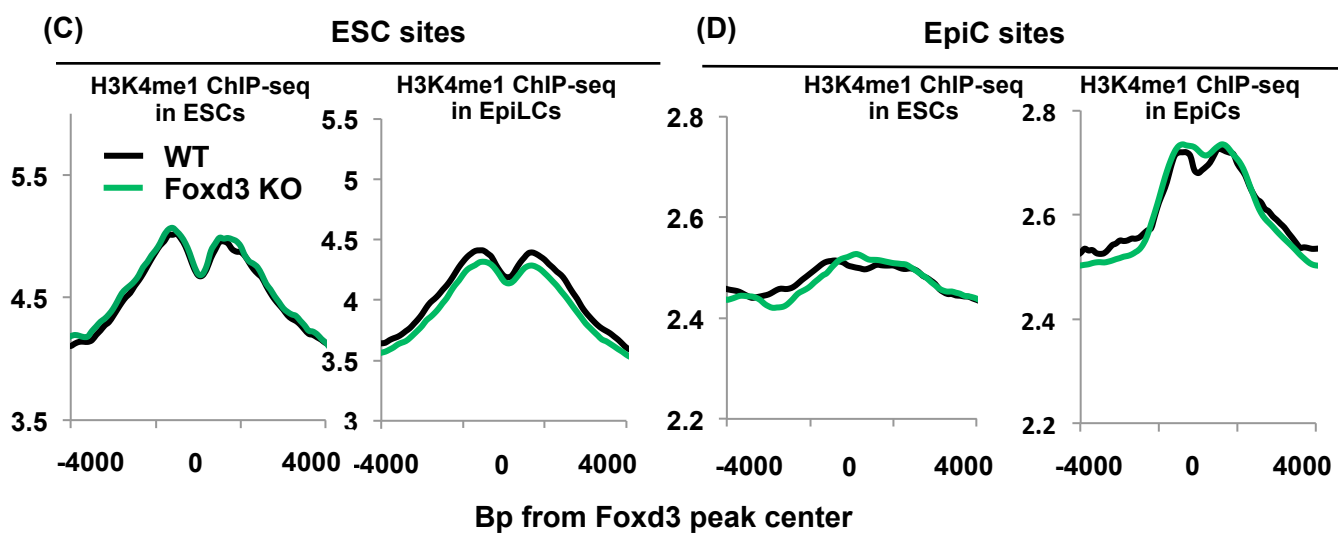 (C)
ESC sites
H3K4me1 ChIP-seq
in ESCs
5.5
4.5
3.5
WT
Foxd3 KO
-4000 0 4000
H3K4me1 ChIP-seq
in EpiLCs
5.5
5
4.5
4
3.5
3
-4000 0 4000
(D)
EpiC sites
H3K4me1 ChIP-seq
in ESCs
2.8
2.6
2.4
2.2
-4000 0 4000
H3K4me1 ChIP-seq
in EpiCs
2.8
2.6
2.4
2.2
-4000 0 4000
Bp from Foxd3 peak center